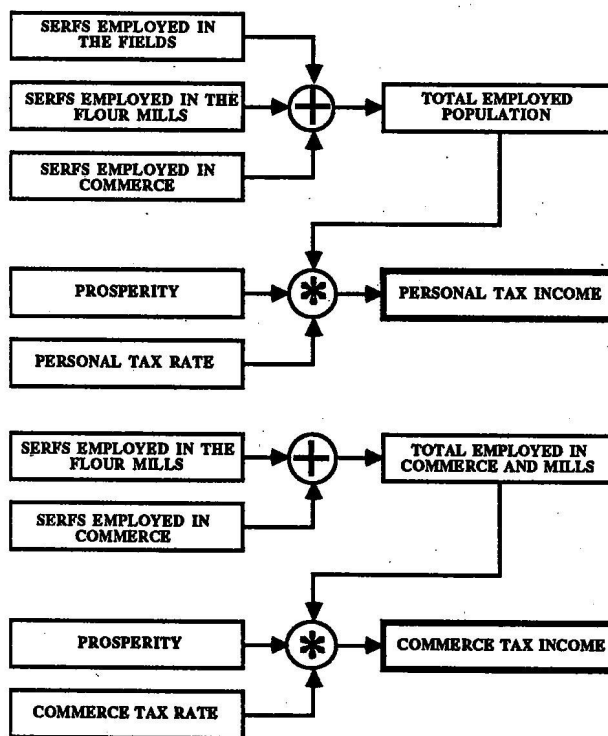 SERFS EMPLOYED IN
THE FIELDS
SERFS EMPLOYED IN THE
FLOUR MILLS
SERFS EMPLOYED IN
COMMERCE
+
TOTAL EMPLOYED
POPULATION
PROSPERITY
PERSONAL TAX RATE
*
PERSONAL TAX INCOME
SERFS EMPLOYED IN THE
FLOUR MILLS
SERFS EMPLOYED IN
COMMERCE
+
TOTAL EMPLOYED IN
COMMERCE AND MILLS
PROSPERITY
COMMERCE TAX RATE
*
COMMERCE TAX INCOME